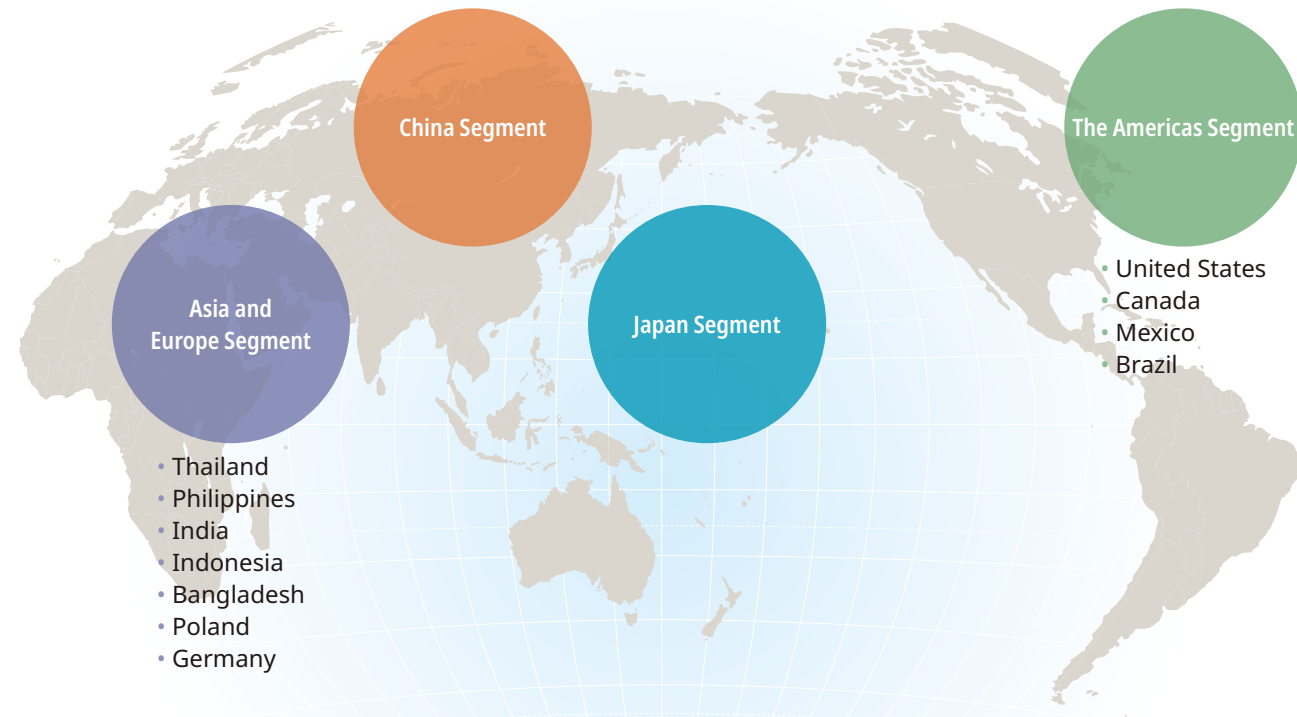 China Segment
The Americas Segment
• United States
• Canada
• Mexico
• Brazil
Asia and
Europe Segment
• Thailand
• Philippines
• India
• Indonesia
• Bangladesh
• Poland
• Germany
Japan Segment